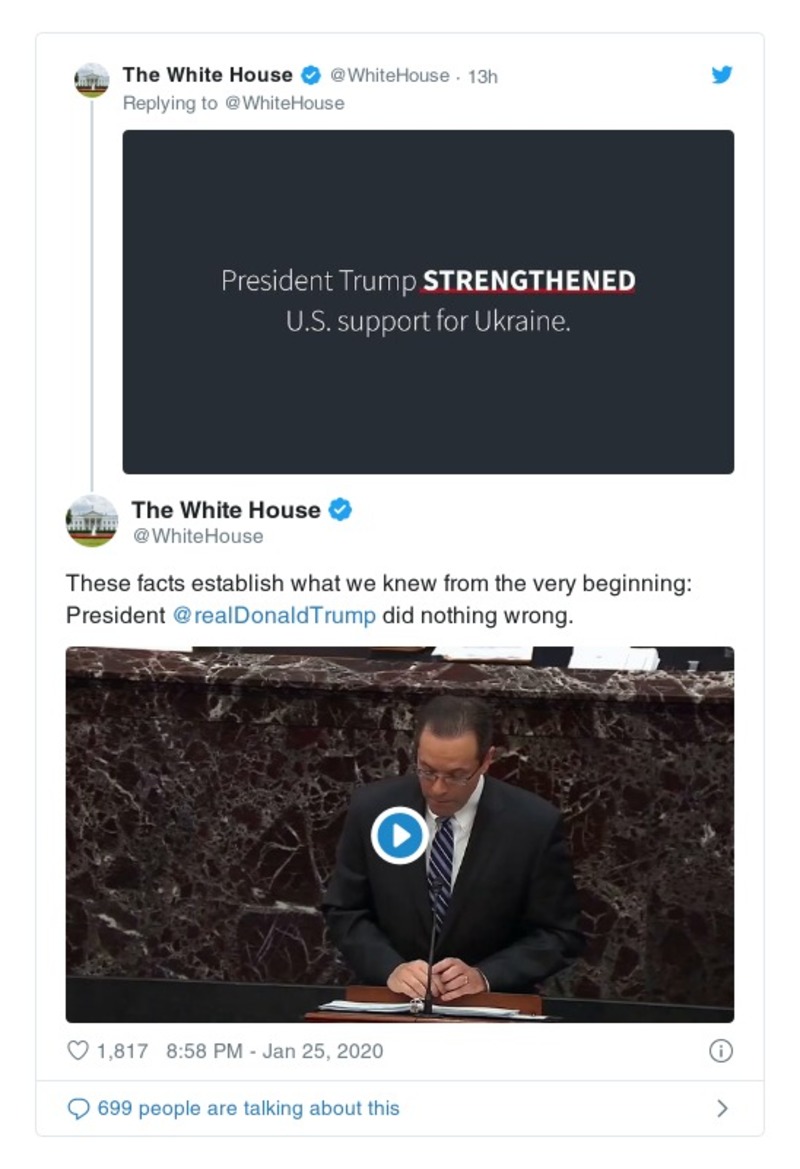 The White House @WhiteHouse · 13h
Replying to @WhiteHouse
President Trump STRENGTHENED
U.S. support for Ukraine.
The White House
@WhiteHouse
These facts establish what we knew from the very beginning:
President @realDonaldTrump did nothing wrong.
1,817 8:58 PM - Jan 25, 2020
699 people are talking about this